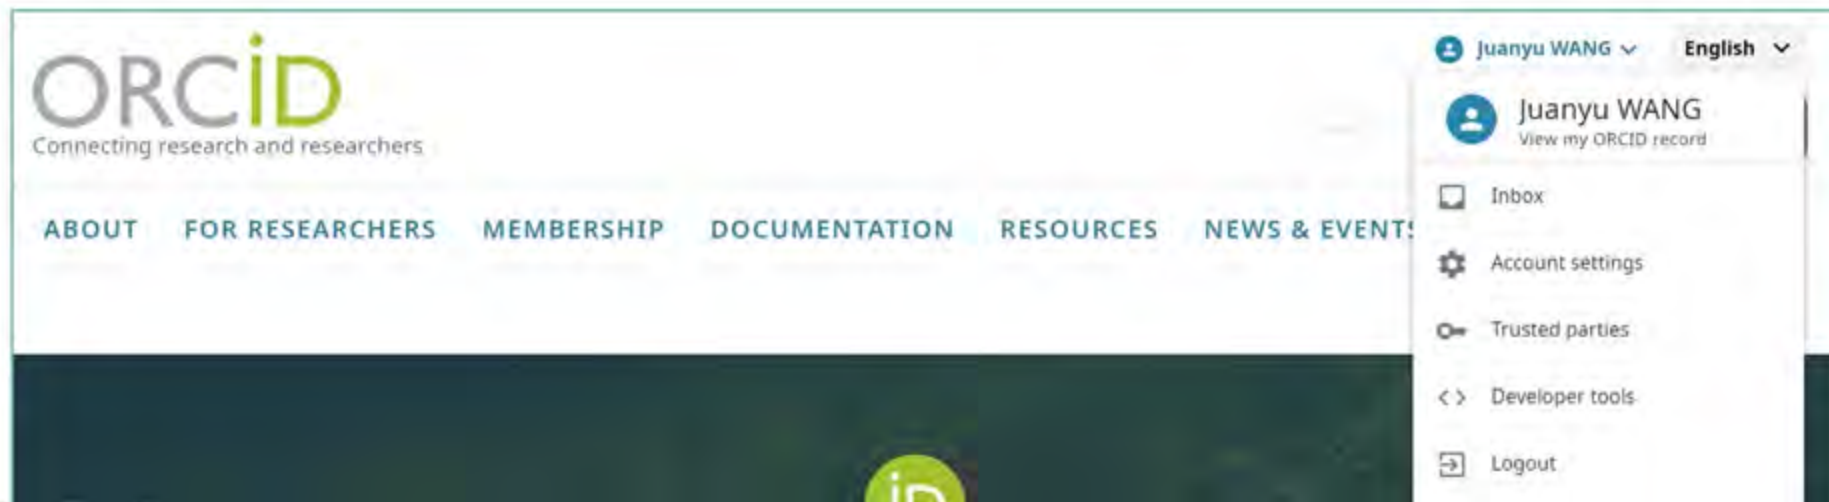 ORCiD
Connecting research and researchers
Juanyu WANG
English
Juanyu WANG
View my ORCID record
ABOUT FOR RESEARCHERS MEMBERSHIP DOCUMENTATION RESOURCES NEWS & EVENTS
Inbox
Account settings
Trusted parties
Developer tools
Logout
iD